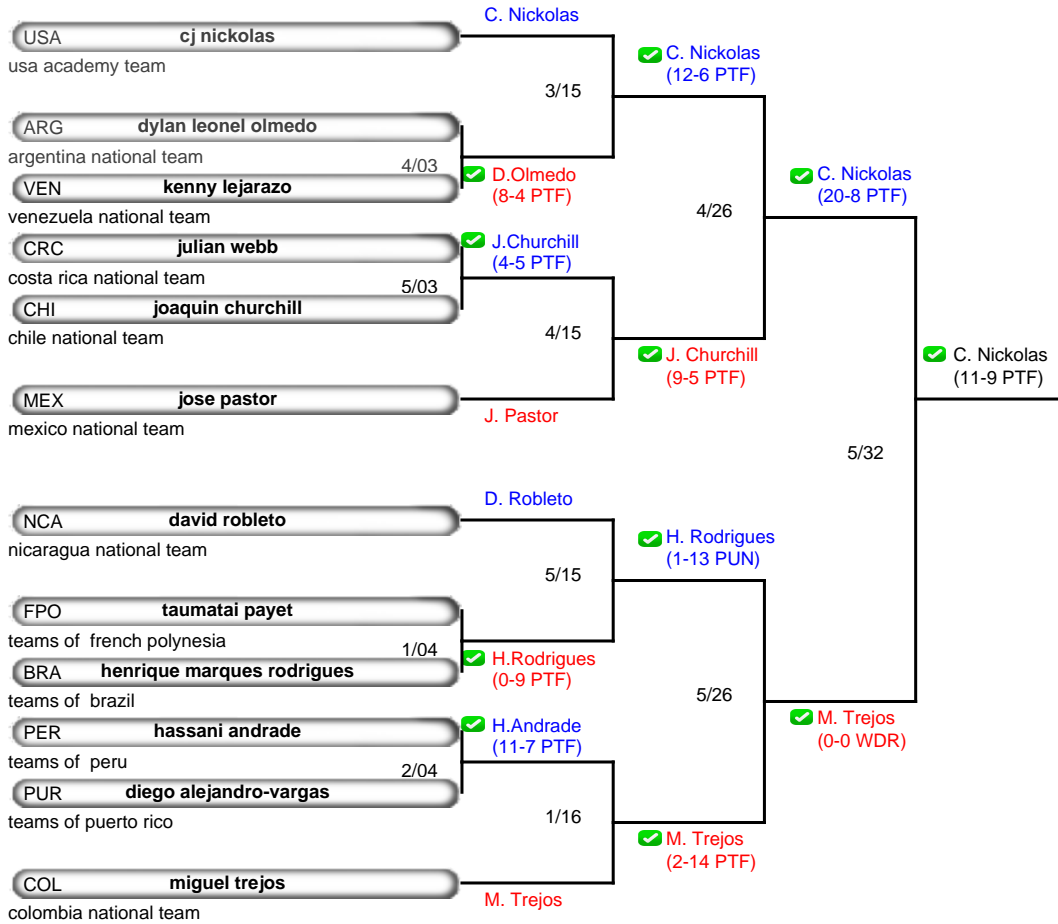 C. Nickolas
USA cj nickolas
usa academy team
C. Nickolas
(12-6 PTF)
3/15
ARG dylan leonel olmedo
argentina national team
4/03
D.Olmedo
(8-4 PTF)
VEN kenny lejarazo
venezuela national team
C. Nickolas
(20-8 PTF)
4/26
CRC julian webb
costa rica national team
J.Churchill
(4-5 PTF)
5/03
CHI joaquin churchill
chile national team
4/15
J. Churchill
(9-5 PTF)
C. Nickolas
(11-9 PTF)
MEX jose pastor
mexico national team
J. Pastor
5/32
D. Robleto
NCA david robleto
nicaragua national team
H. Rodrigues
(1-13 PUN)
5/15
FPO taumatai payet
teams of  french polynesia
1/04
H.Rodrigues
(0-9 PTF)
BRA henrique marques rodrigues
teams of  brazil
5/26
M. Trejos
(0-0 WDR)
PER hassani andrade
teams of  peru
H.Andrade
(11-7 PTF)
2/04
PUR diego alejandro-vargas
teams of puerto rico
1/16
M. Trejos
(2-14 PTF)
COL miguel trejos
colombia national team
M. Trejos